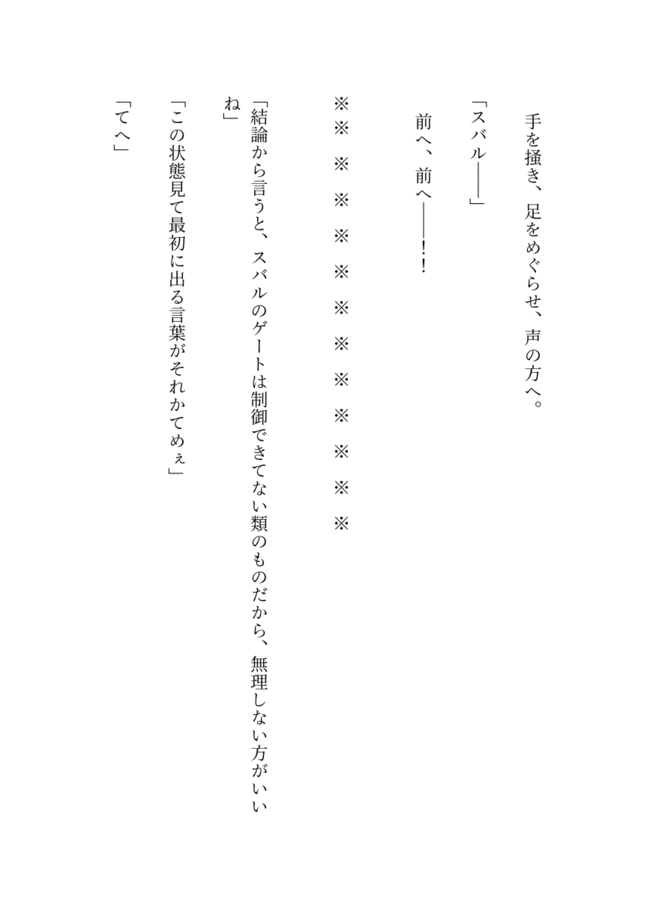 手を掻き、足をめぐらせ、声の方へ。
「スバル――」
　前へ、前へ――！！
※※　※　※　※　※　※　※　※　※　※　※　※
「結論から言うと、スバルのゲートは制御できてない類のものだから、無理しない方がいい
ね」
「この状態見て最初に出る言葉がそれかてめぇ」
「てへ」